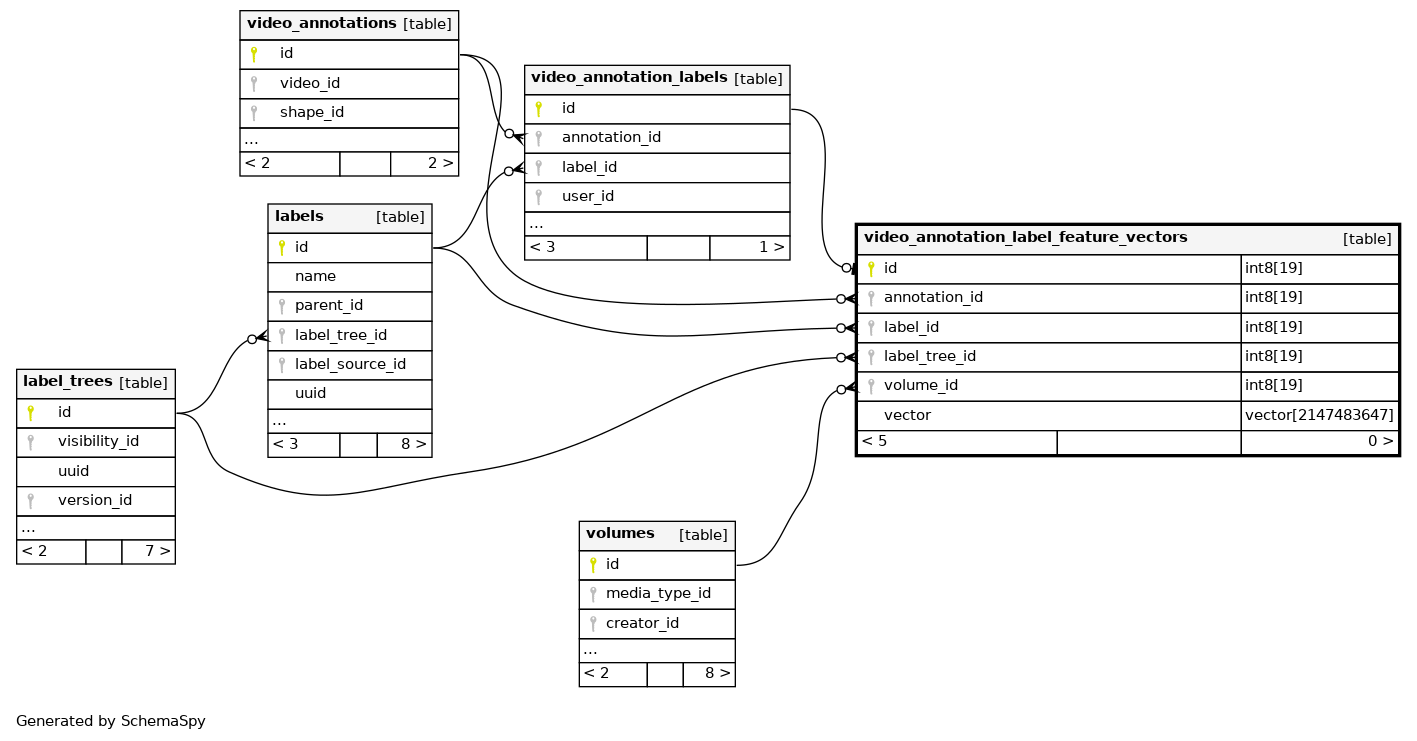 video_annotations [table]
id
video_id
shape_id
...
< 2 2 >
video_annotation_labels [table]
id
annotation_id
label_id
user_id
...
< 3 1 >
labels [table]
id
name
parent_id
label_tree_id
label_source_id
uuid
...
< 3 8 >
video_annotation_label_feature_vectors [table]
id int8[19]
annotation_id int8[19]
label_id int8[19]
label_tree_id int8[19]
volume_id int8[19]
vector vector[2147483647]
< 5 0 >
label_trees [table]
id
visibility_id
uuid
version_id
...
< 2 7 >
volumes [table]
id
media_type_id
creator_id
...
< 2 8 >
Generated by SchemaSpy